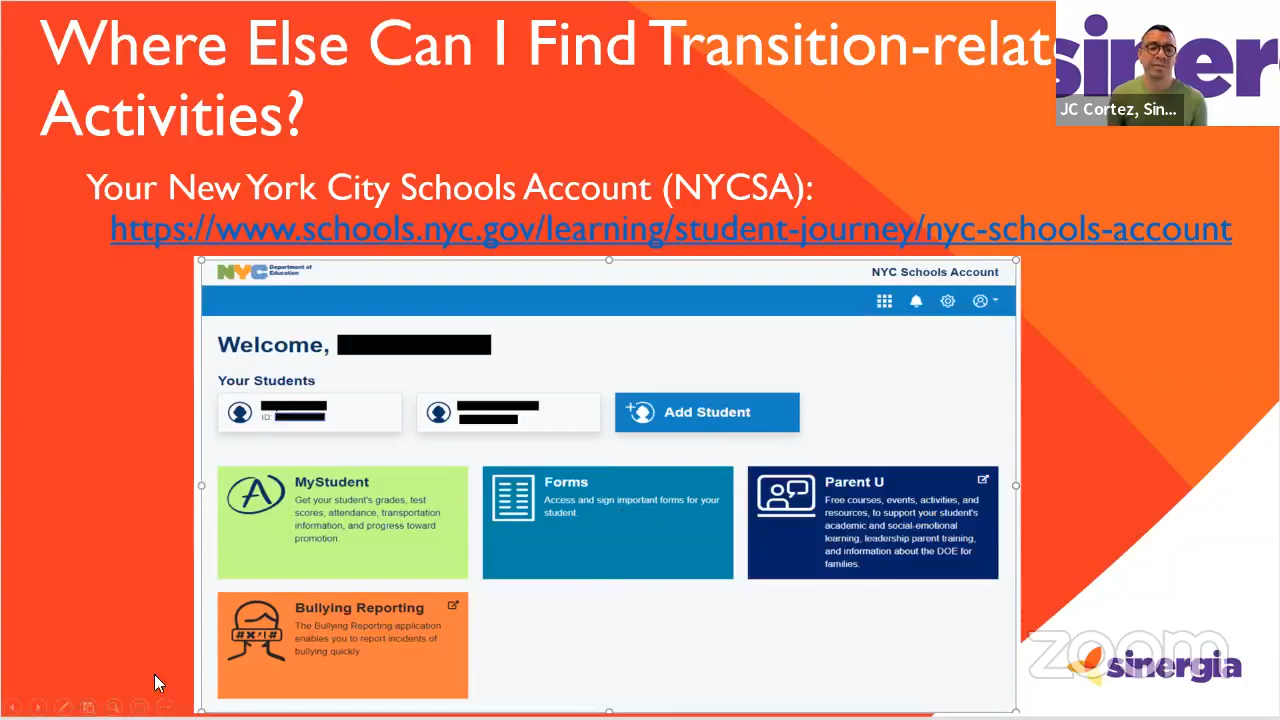 Where Else Can I Find Transition-relat
Activities?
siner
JC Cortez, Sin...
Your New York City Schools Account (NYCSA):
https://www.schools.nyc.gov/learning/student-journey/nyc-schools-account
NYC Department of
Education
NYC Schools Account
Welcome,
Your Students
ID:
Add Student
MyStudent
Get your student's grades, test
scores, attendance, transportation
information, and progress toward
promotion.
Forms
Access and sign important forms for your
student.
Parent U
Free courses, events, activities, and
resources, to support your student's
academic and social-emotional
learning, leadership parent training,
and information about the DOE for
families.
Bullying Reporting
#X⚡!#
The Bullying Reporting application
enables you to report incidents of
bullying quickly.
zoom
sinergia